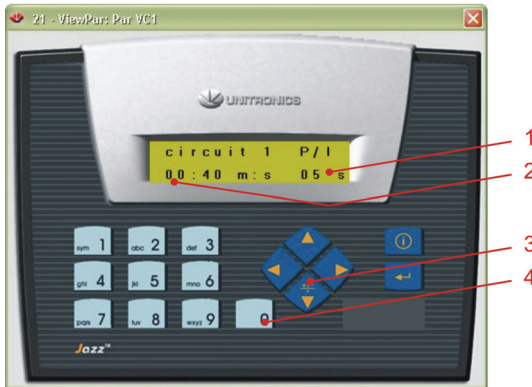 21 - ViewPar: Par VC1
UNITRONICS
circuit 1 P/I
00:40 m:s 05 s
1
2
3
4
sym 1 abc 2 def 3
ghi 4 jkl 5 mno 6
pqrs 7 tuv 8 wxyz 9 0
+/-
i
Jazz™